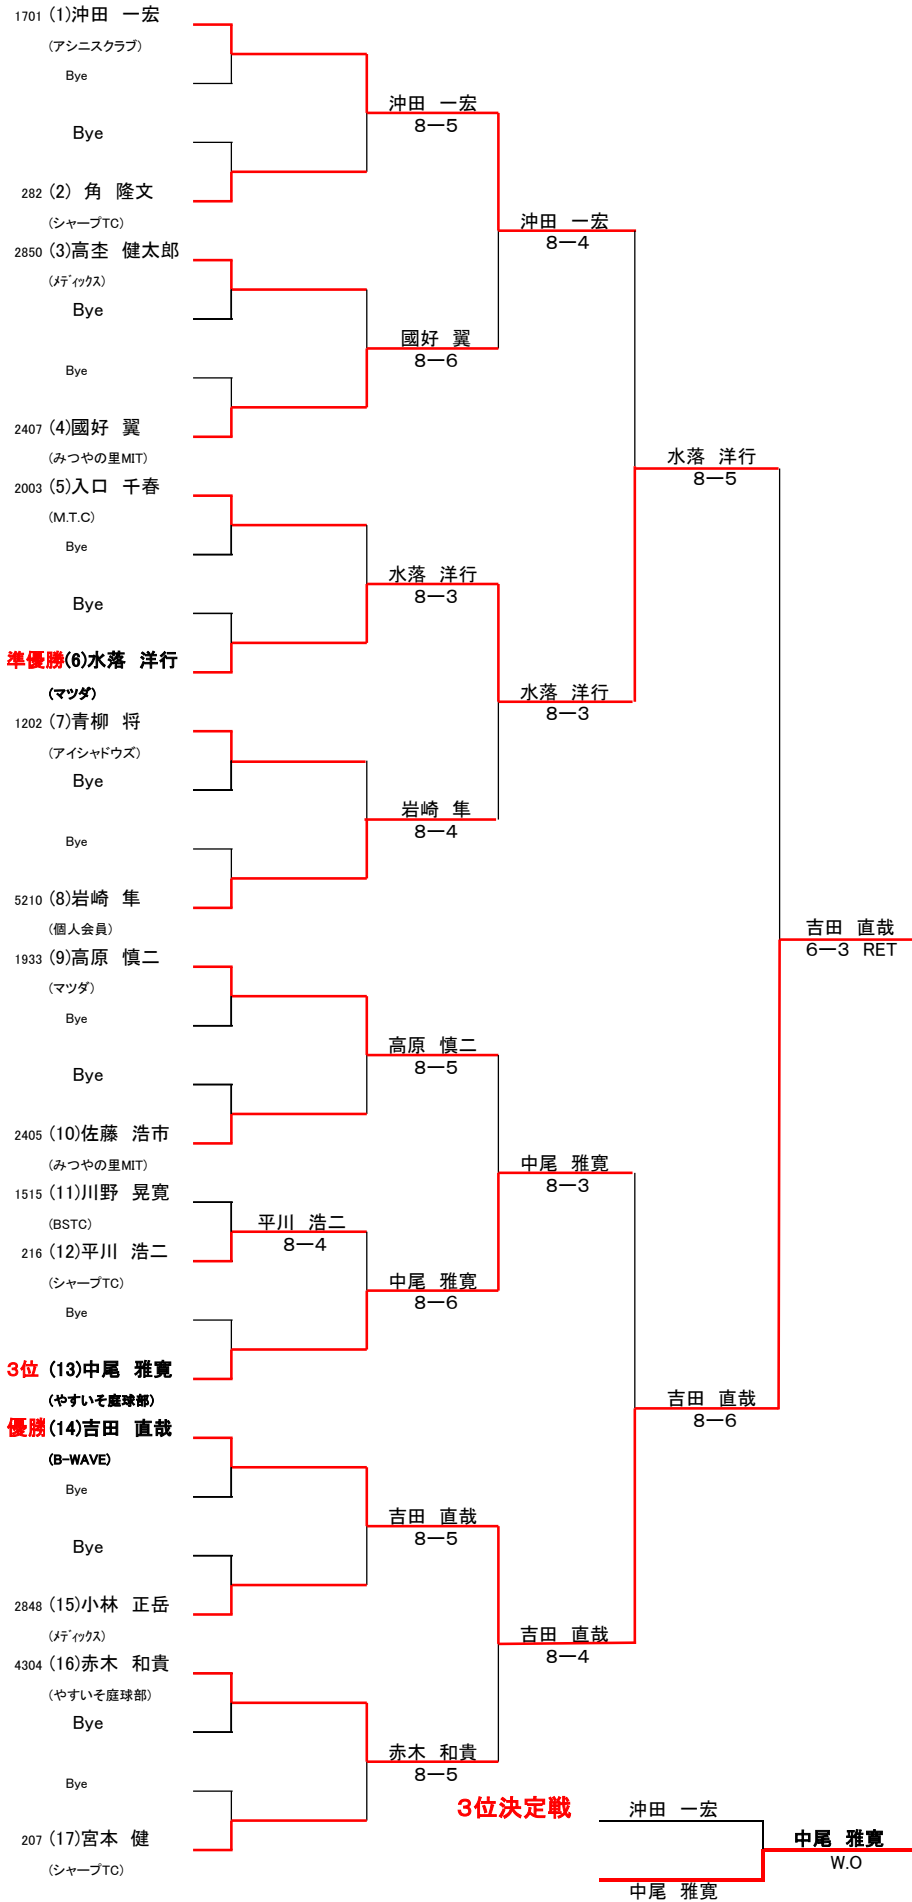 1701 (1)沖田　一宏
(アシニスクラブ)
Bye
Bye
282 (2)　角　隆文
(シャープTC)
2850 (3)高杢　健太郎
(メディックス)
Bye
Bye
2407 (4)國好　翼
(みつやの里MIT)
2003 (5)入口　千春
(M.T.C)
Bye
Bye
準優勝(6)水落　洋行
(マツダ)
1202 (7)青柳　将
(アイシャドウズ)
Bye
Bye
5210 (8)岩崎　隼
(個人会員)
1933 (9)高原　慎二
(マツダ)
Bye
Bye
2405 (10)佐藤　浩市
(みつやの里MIT)
1515 (11)川野　晃寛
(BSTC)
216 (12)平川　浩二
(シャープTC)
Bye
3位 (13)中尾　雅寛
(やすいそ庭球部)
優勝(14)吉田　直哉
(B-WAVE)
Bye
Bye
2848 (15)小林　正岳
(メディックス)
4304 (16)赤木　和貴
(やすいそ庭球部)
Bye
Bye
207 (17)宮本　健
(シャープTC)
平川　浩二
8―4
沖田　一宏
8―5
國好　翼
8―6
水落　洋行
8―3
岩崎　隼
8―4
高原　慎二
8―5
中尾　雅寛
8―6
吉田　直哉
8―5
赤木　和貴
8―5
沖田　一宏
8―4
水落　洋行
8―3
中尾　雅寛
8―3
吉田　直哉
8―4
水落　洋行
8―5
吉田　直哉
8―6
吉田　直哉
6―3 RET
3位決定戦
沖田　一宏
中尾　雅寛
中尾　雅寛
W.O